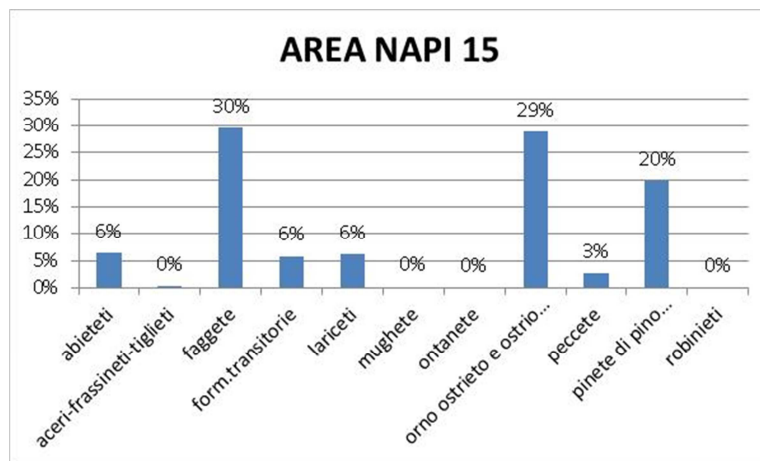 AREA NAPI 15
35%
30%
25%
20%
15%
10%
5%
0%
6%
0%
30%
6%
6%
0%
0%
29%
3%
20%
0%
abieteti
aceri-frassineti-tiglieti
faggete
form.transitorie
lariceti
mughete
ontanete
orno ostrieto e ostrio...
peccete
pinete di pino...
robinieti